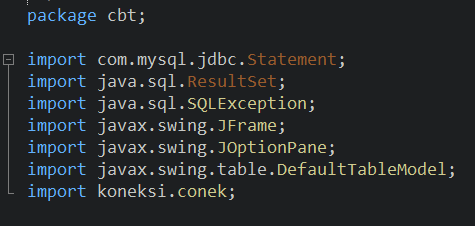 package cbt;
import com.mysql.jdbc.Statement;
import java.sql.ResultSet;
import java.sql.SQLException;
import javax.swing.JFrame;
import javax.swing.JOptionPane;
import javax.swing.table.DefaultTableModel;
import koneksi.conek;